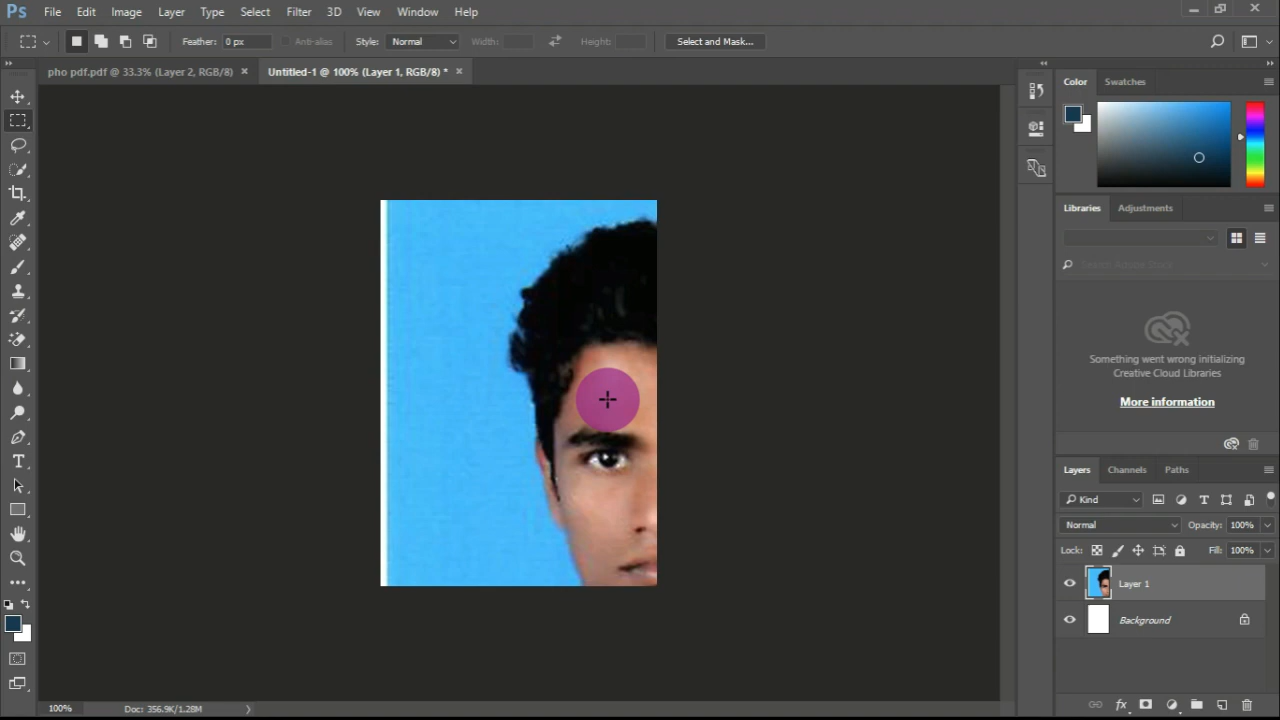 Ps File Edit Image Layer Type Select Filter 3D View Window Help
Feather: 0 px Anti-alias Style: Normal Width: Height: Select and Mask...
pho pdf.pdf @ 33.3% (Layer 2, RGB/8) × Untitled-1 @ 100% (Layer 1, RGB/8) * ×
Color Swatches
Libraries Adjustments
Search Adobe Stock
Something went wrong initializing
Creative Cloud Libraries
More information
Layers Channels Paths
Kind
Normal Opacity: 100%
Lock: Fill: 100%
Layer 1
Background
100% Doc: 356.9K/1.28M